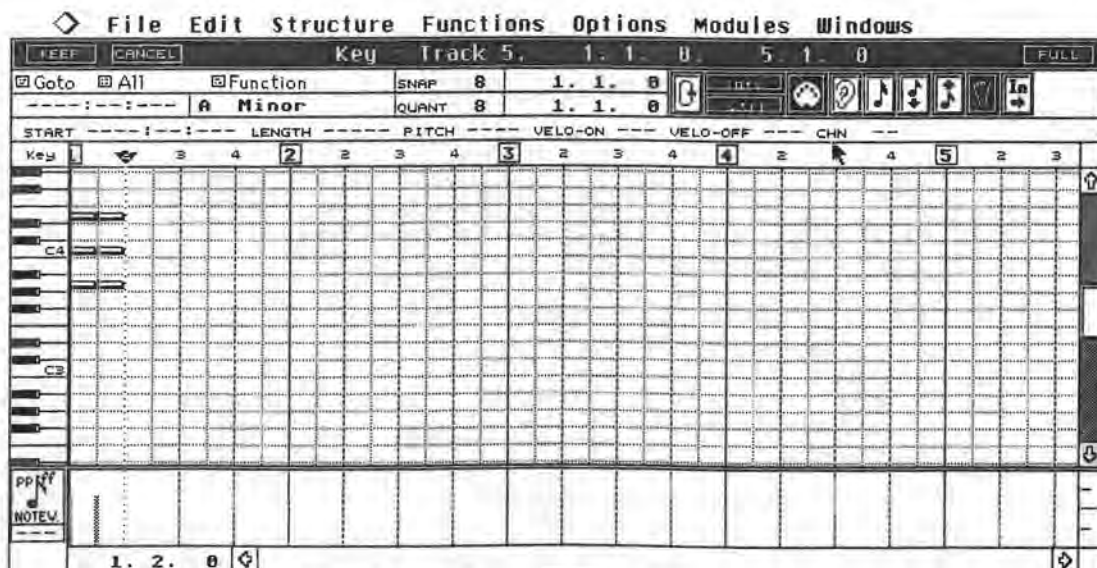 File Edit Structure Functions Options Modules Windows
KEEP CANCEL Key Track 5, 1. 1. 0. 5. 1. 0 FULL
Goto All Function SNAP 8 1. 1. 0
--:--:--- A Minor QUANT 8 1. 1. 0 In
START -----:--:--- LENGTH ----- PITCH ---- VELO-ON --- VELO-OFF --- CHN --
Key 1 3 4 2 2 3 4 3 2 3 4 4 2 4 5 2 3
C4
C3
PP ff
NOTEV.
---
1. 2. 0